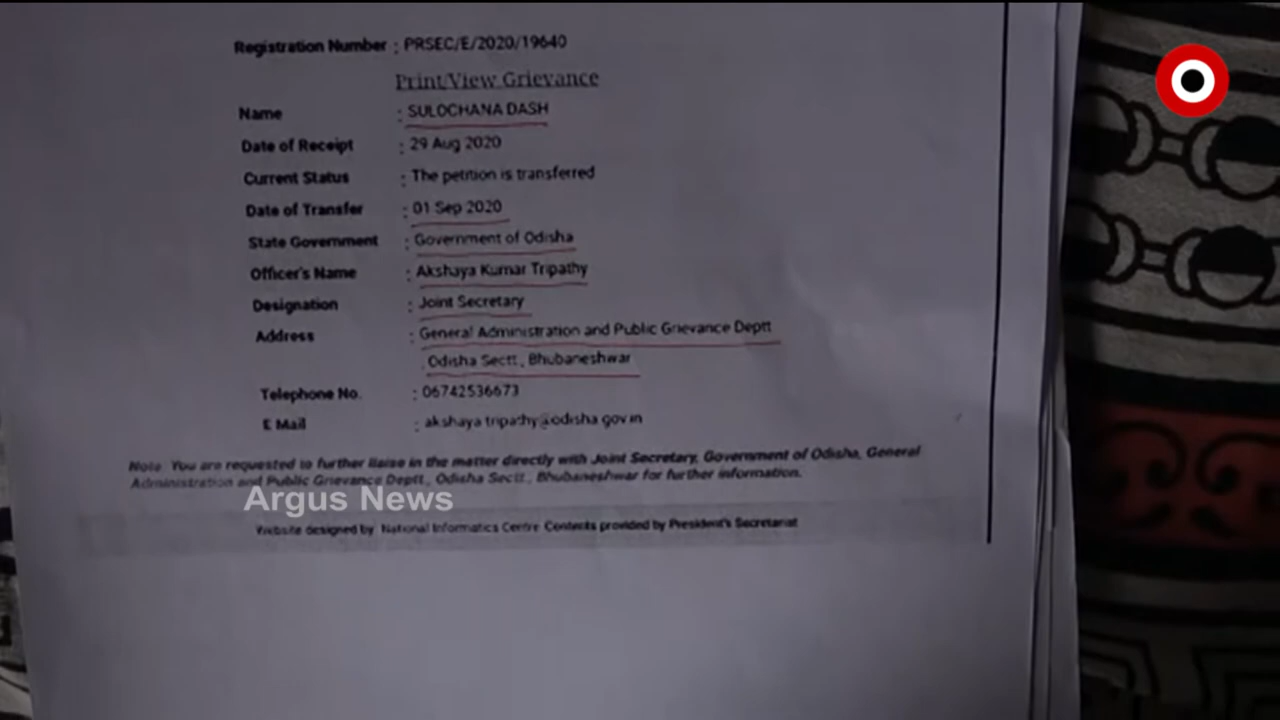 Registration Number : PRSEC/E/2020/19640
Print/View Grievance
Name : SULOCHANA DASH
Date of Receipt : 29 Aug 2020
Current Status : The petition is transferred
Date of Transfer : 01 Sep 2020
State Government : Government of Odisha
Officer's Name : Akshaya Kumar Tripathy
Designation : Joint Secretary
Address : General Administration and Public Grievance Deptt
Odisha Sectt., Bhubaneshwar
Telephone No. : 06742536673
E Mail : akshaya.tripathy@odisha.gov.in
Note: You are requested to further liaise in the matter directly with Joint Secretary, Government of Odisha, General
Administration and Public Grievance Deptt., Odisha Sectt., Bhubaneshwar for further information.
Argus News
Website designed by National Informatics Centre Contents provided by President's Secretariat